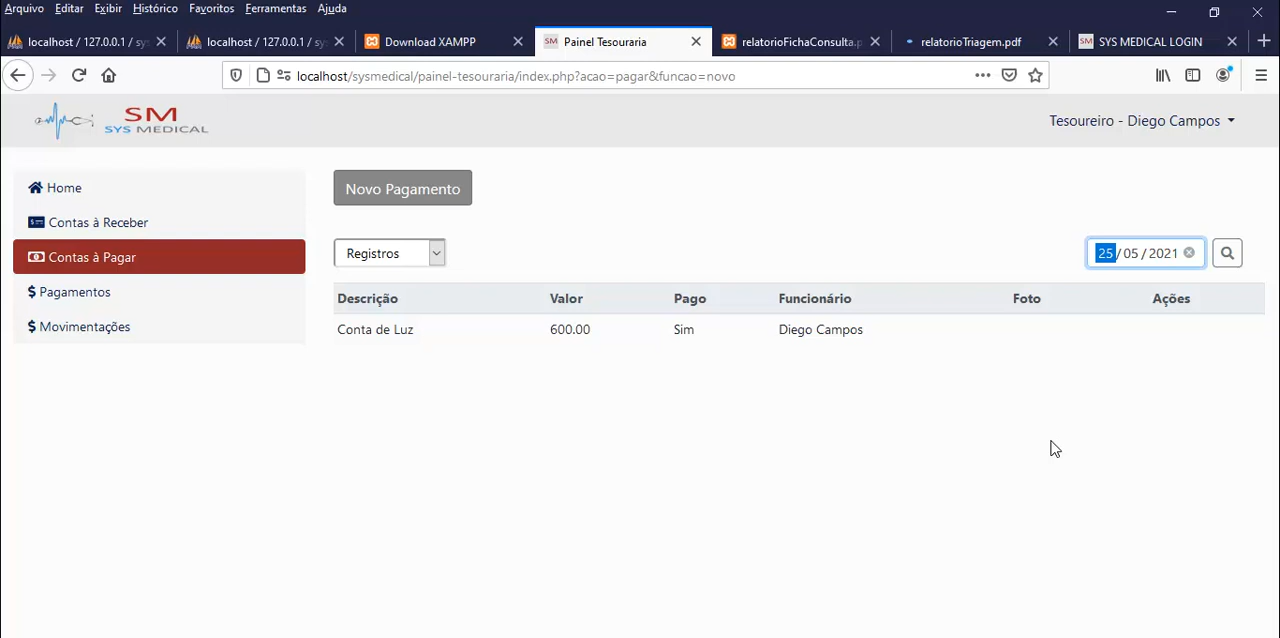 Arquivo Editar Exibir Histórico Favoritos Ferramentas Ajuda
localhost / 127.0.0.1 / sy
localhost / 127.0.0.1 / sy
Download XAMPP
Painel Tesouraria
relatorioFichaConsulta.p
relatorioTriagem.pdf
SYS MEDICAL LOGIN
localhost/sysmedical/painel-tesouraria/index.php?acao=pagar&funcao=novo
SM
SYS MEDICAL
Tesoureiro - Diego Campos
Home
Contas à Receber
Contas à Pagar
$ Pagamentos
$ Movimentações
Novo Pagamento
Registros
25/05/2021
Descrição Valor Pago Funcionário Foto Ações
Conta de Luz 600.00 Sim Diego Campos